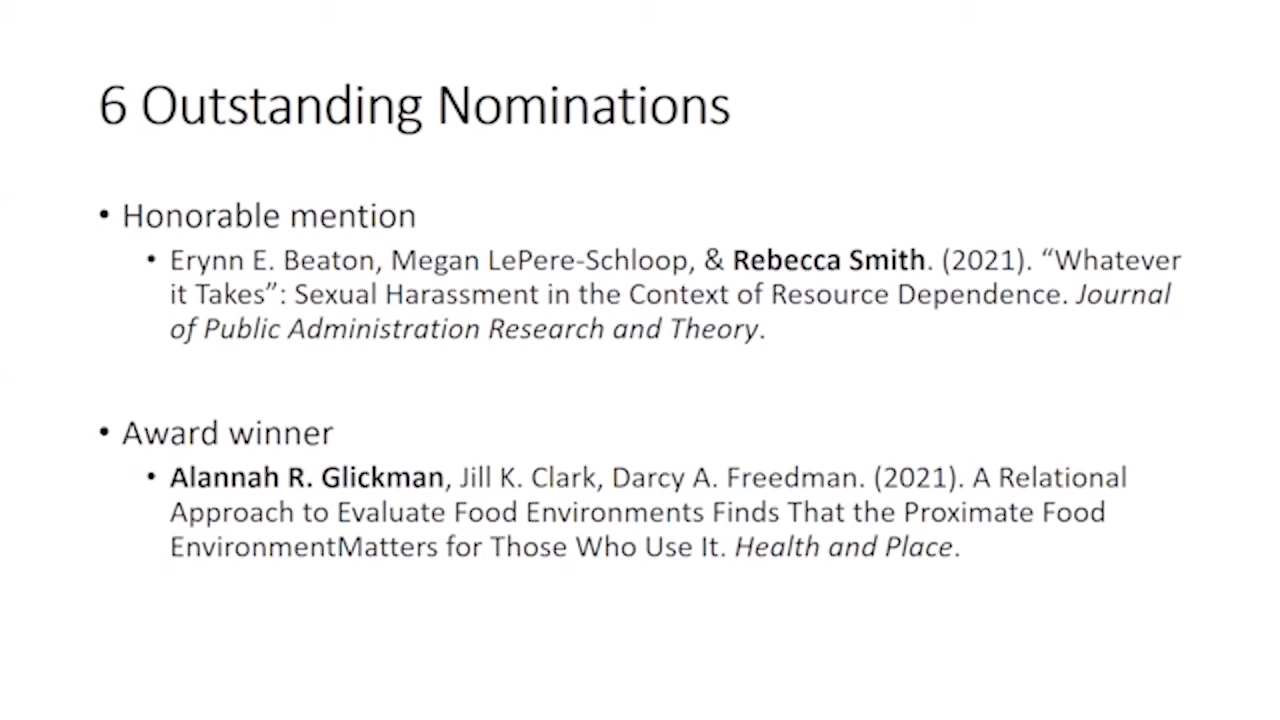 6 Outstanding Nominations
• Honorable mention
• Erynn E. Beaton, Megan LePere-Schloop, & Rebecca Smith. (2021). “Whatever
it Takes”: Sexual Harassment in the Context of Resource Dependence. Journal
of Public Administration Research and Theory.
• Award winner
• Alannah R. Glickman, Jill K. Clark, Darcy A. Freedman. (2021). A Relational
Approach to Evaluate Food Environments Finds That the Proximate Food
EnvironmentMatters for Those Who Use It. Health and Place.